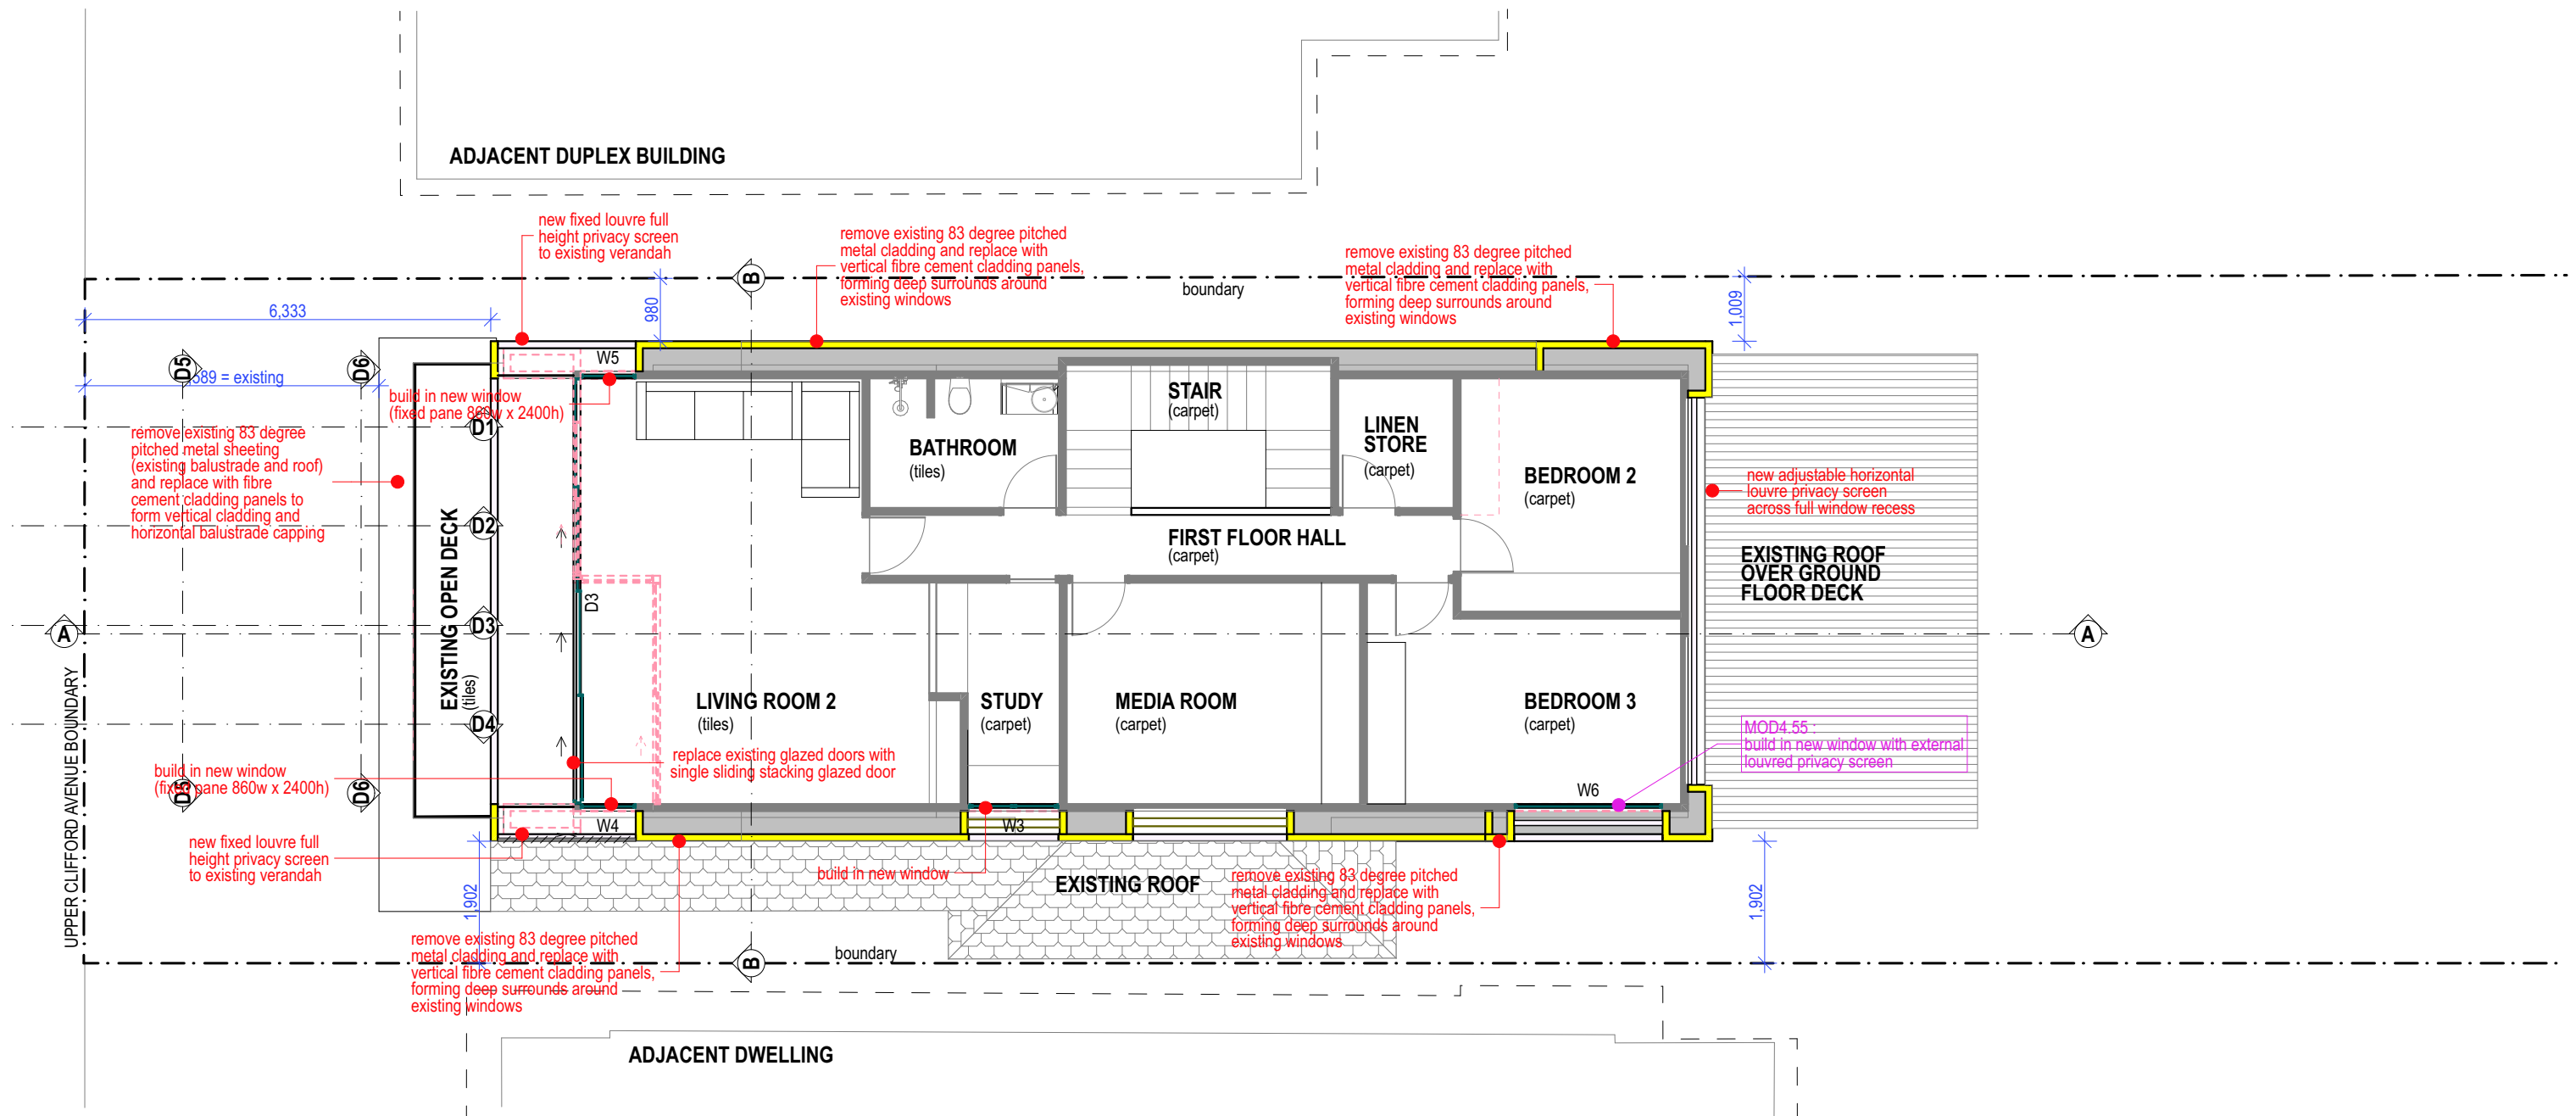 ADJACENT DUPLEX BUILDING
new fixed louvre full
height privacy screen
to existing verandah
remove existing 83 degree pitched
metal cladding and replace with
vertical fibre cement cladding panels,
forming deep surrounds around
existing windows
remove existing 83 degree pitched
metal cladding and replace with
vertical fibre cement cladding panels,
forming deep surrounds around
existing windows
B
boundary
6,333
980
1,009
D5
D6
589 = existing
W5
build in new window
(fixed pane 860w x 2400h)
D1
remove existing 83 degree
pitched metal sheeting
(existing balustrade and roof)
and replace with fibre
cement cladding panels to
form vertical cladding and
horizontal balustrade capping
STAIR
(carpet)
BATHROOM
(tiles)
LINEN
STORE
(carpet)
BEDROOM 2
(carpet)
new adjustable horizontal
louvre privacy screen
across full window recess
D2
FIRST FLOOR HALL
(carpet)
EXISTING ROOF
OVER GROUND
FLOOR DECK
EXISTING OPEN DECK
(tiles)
D3
D3
A
A
UPPER CLIFFORD AVENUE BOUNDARY
D4
LIVING ROOM 2
(tiles)
STUDY
(carpet)
MEDIA ROOM
(carpet)
BEDROOM 3
(carpet)
MOD4.55 :
build in new window with external
louvred privacy screen
replace existing glazed doors with
single sliding stacking glazed door
build in new window
(fixed pane 860w x 2400h)
D5
D6
W6
W4
W3
new fixed louvre full
height privacy screen
to existing verandah
build in new window
EXISTING ROOF
remove existing 83 degree pitched
metal cladding and replace with
vertical fibre cement cladding panels,
forming deep surrounds around
existing windows
1,902
1,902
remove existing 83 degree pitched
metal cladding and replace with
vertical fibre cement cladding panels,
forming deep surrounds around
existing windows
B
boundary
ADJACENT DWELLING